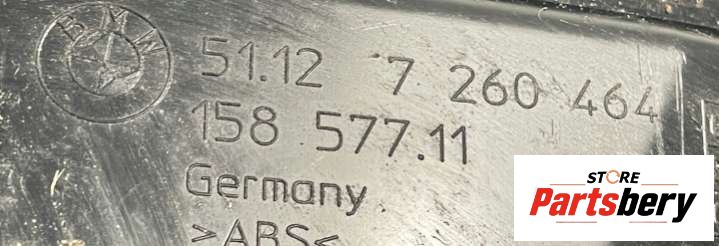 BMW
51.12 7 260 464
158 577.11
Germany
>ABS<
STORE
Partsbery